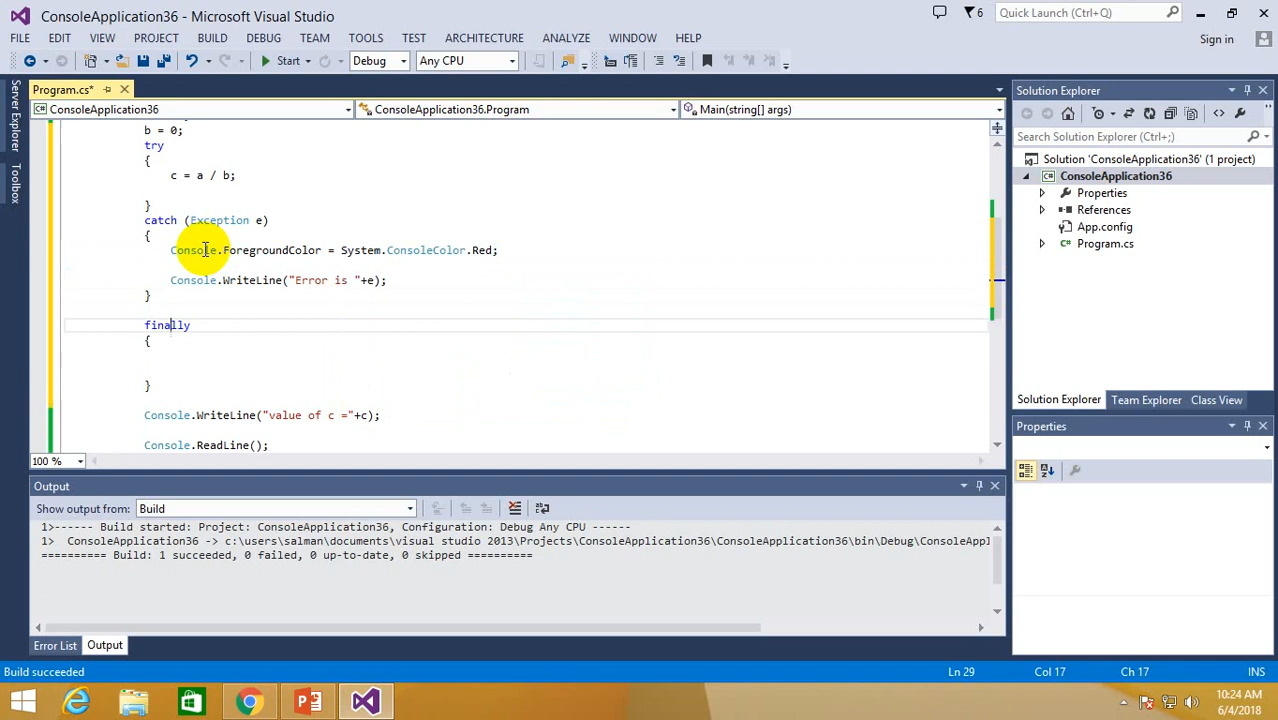 ConsoleApplication36 - Microsoft Visual Studio
6
Quick Launch (Ctrl+Q)
FILE EDIT VIEW PROJECT BUILD DEBUG TEAM TOOLS TEST ARCHITECTURE ANALYZE WINDOW HELP
Sign in
Start Debug Any CPU
Server Explorer
Toolbox
Program.cs*
ConsoleApplication36
ConsoleApplication36.Program
Main(string[] args)
b = 0;
try
{
c = a / b;
}
catch (Exception e)
{
Console.ForegroundColor = System.ConsoleColor.Red;
Console.WriteLine("Error is "+e);
}
finally
{
}
Console.WriteLine("value of c ="+c);
Console.ReadLine();
100 %
Solution Explorer
Search Solution Explorer (Ctrl+;)
Solution 'ConsoleApplication36' (1 project)
ConsoleApplication36
Properties
References
App.config
Program.cs
Solution Explorer Team Explorer Class View
Properties
Output
Show output from: Build
1>------ Build started: Project: ConsoleApplication36, Configuration: Debug Any CPU ------
1>  ConsoleApplication36 -> c:\users\salman\documents\visual studio 2013\Projects\ConsoleApplication36\ConsoleApplication36\bin\Debug\ConsoleAppl
========== Build: 1 succeeded, 0 failed, 0 up-to-date, 0 skipped ==========
Error List Output
Build succeeded
Ln 29 Col 17 Ch 17 INS
10:24 AM
6/4/2018